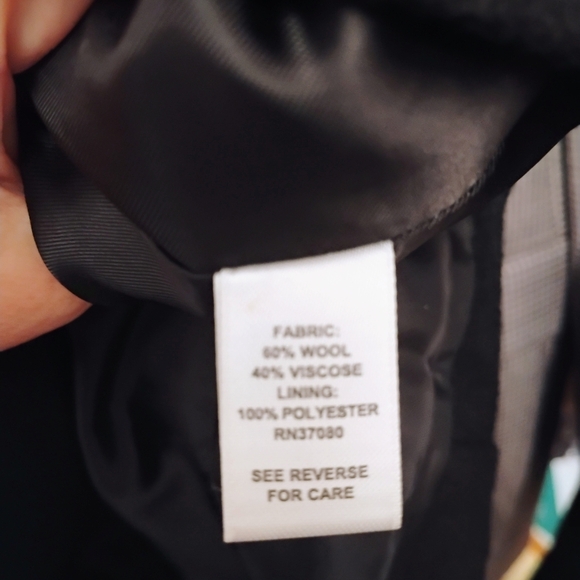 FABRIC:
60% WOOL
40% VISCOSE
LINING:
100% POLYESTER
RN37080
SEE REVERSE
FOR CARE